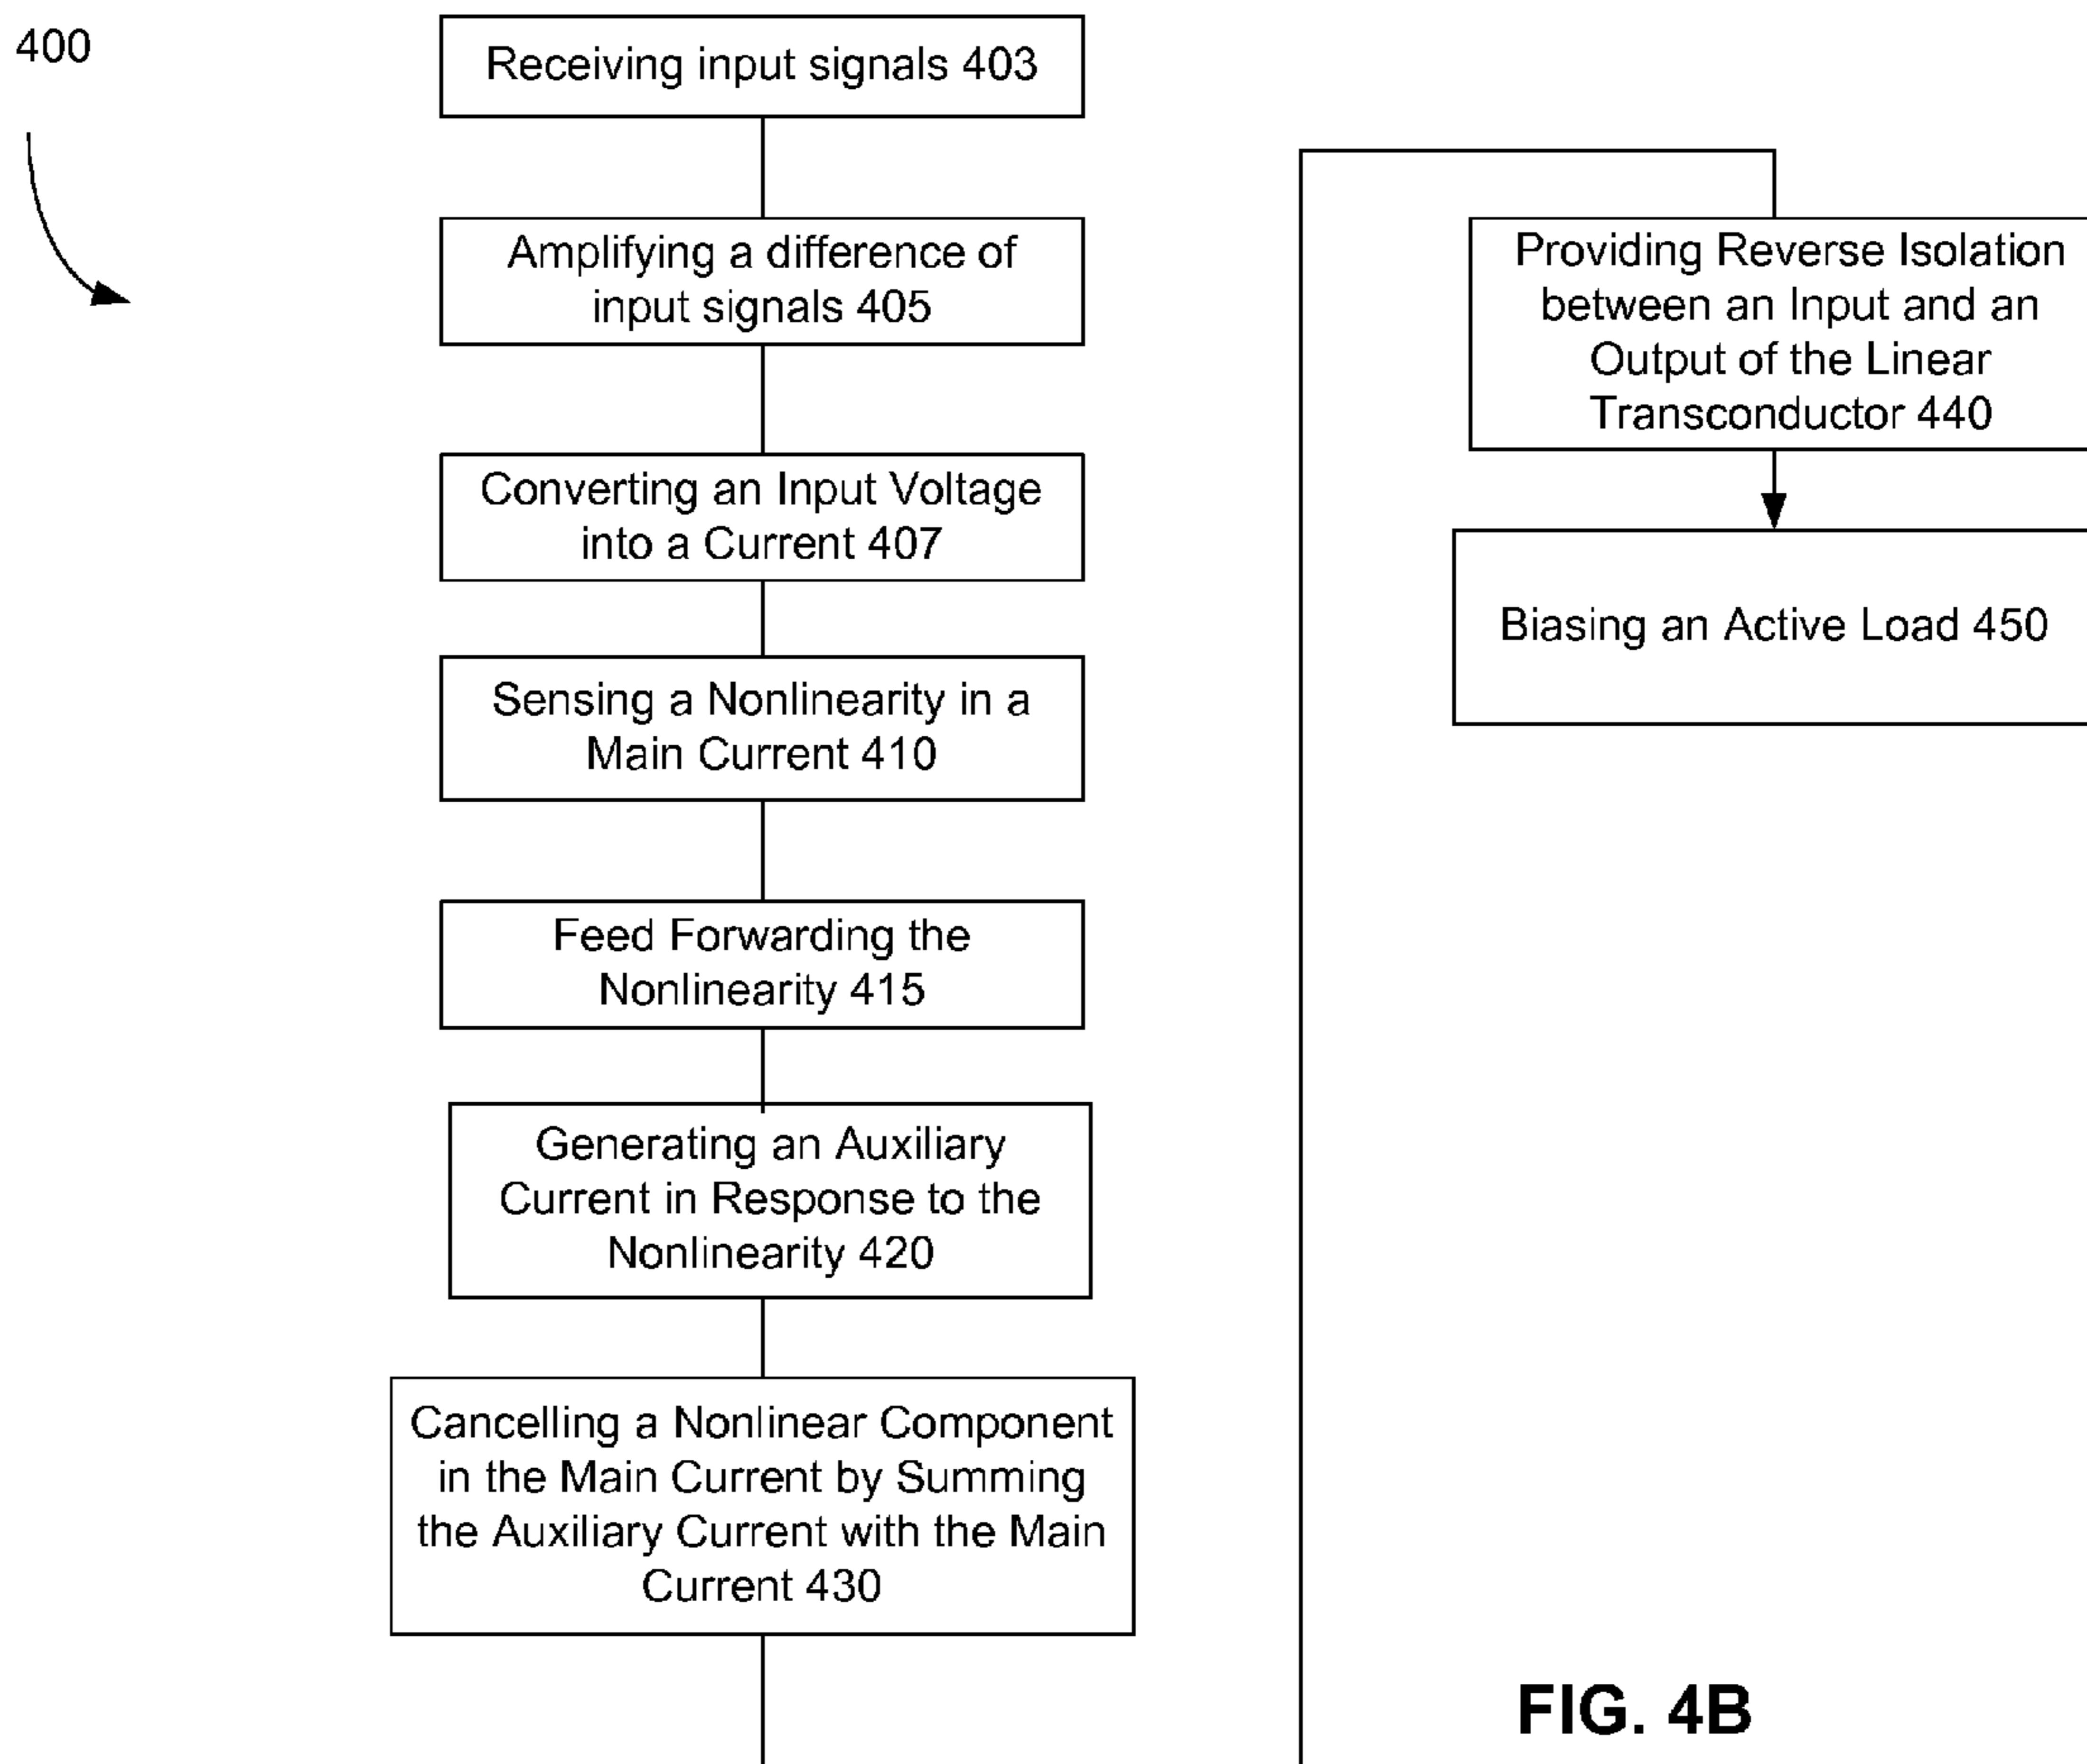 400
Receiving input signals 403
Amplifying a difference of
input signals 405
Converting an Input Voltage
into a Current 407
Sensing a Nonlinearity in a
Main Current 410
Feed Forwarding the
Nonlinearity 415
Generating an Auxiliary
Current in Response to the
Nonlinearity 420
Cancelling a Nonlinear Component
in the Main Current by Summing
the Auxiliary Current with the Main
Current 430
Providing Reverse Isolation
between an Input and an
Output of the Linear
Transconductor 440
Biasing an Active Load 450
FIG. 4B